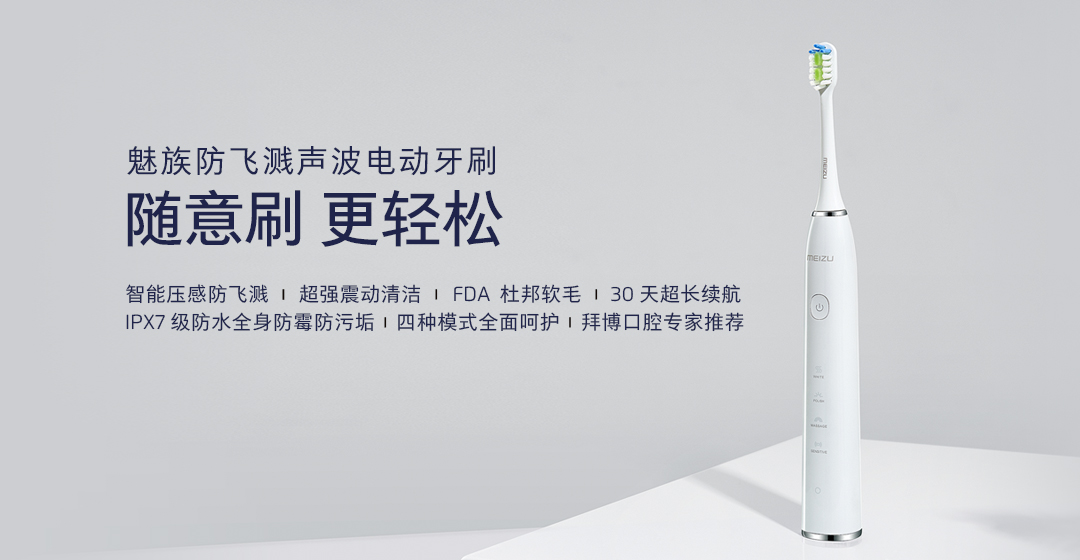 魅族防飞溅声波电动牙刷
随意刷 更轻松
智能压感防飞溅 | 超强震动清洁 | FDA 杜邦软毛 | 30 天超长续航
IPX7 级防水全身防霉防污垢 | 四种模式全面呵护 | 拜博口腔专家推荐
MEIZU
MEIZU